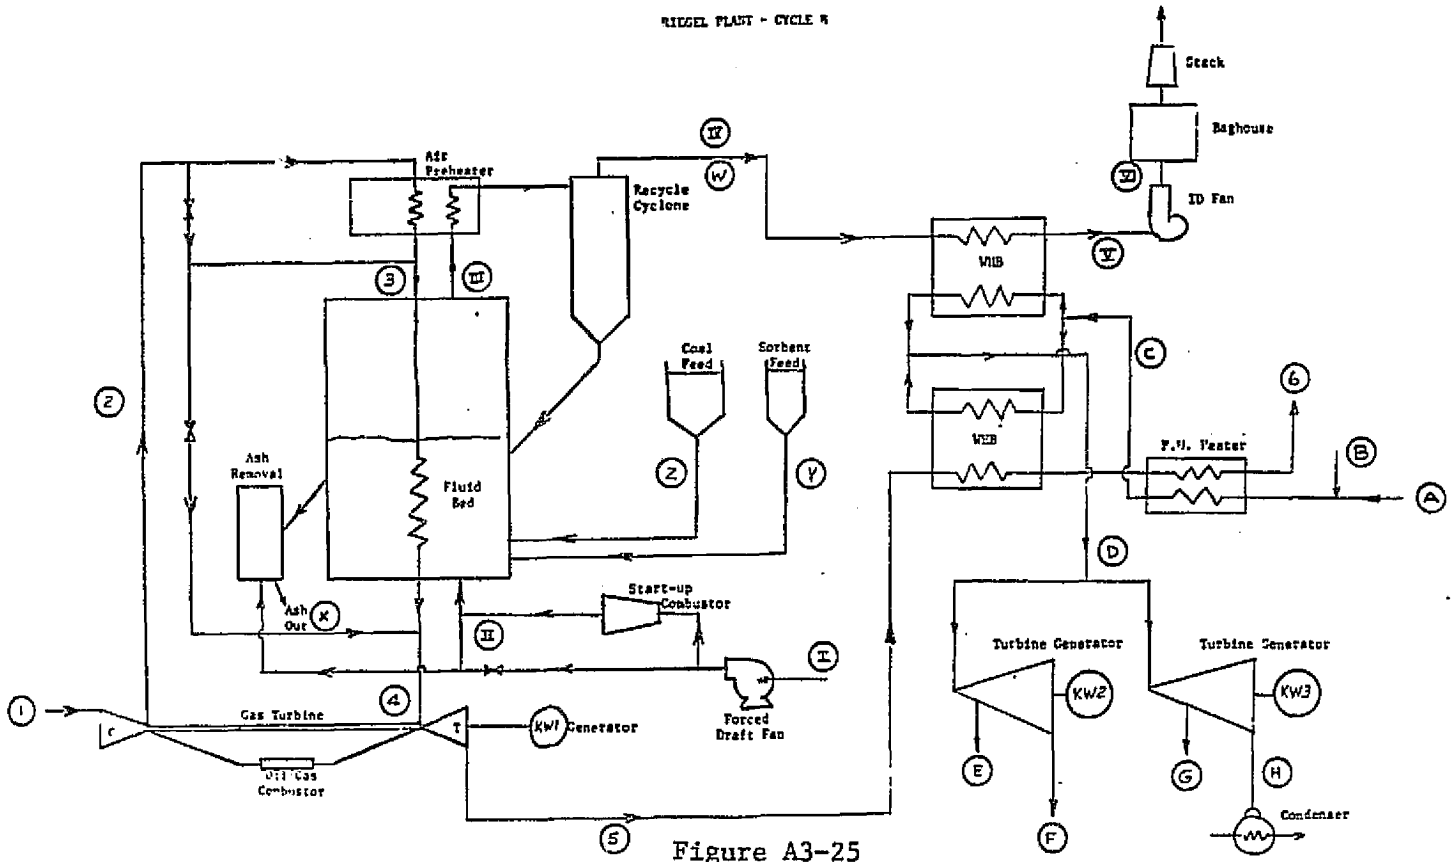 RIEGEL PLANT - CYCLE
Stack
Baghouse
VI
ID Fan
IV
W
Air
Preheater
Recycle
Cyclone
WHB
V
3
III
C
Coal
Feed
Sorbent
Feed
2
6
WHB
F.W. Heater
B
A
Ash
Removal
Fluid
Bed
Z
Y
D
Start-up
Combustor
Ash
Out
X
II
I
Turbine Generator
Turbine Generator
KW2
KW3
1
C
Gas Turbine
4
T
KW1
Generator
Forced
Draft Fan
Oil/Gas
Combustor
E
G
H
F
Condenser
5
Figure A3-25